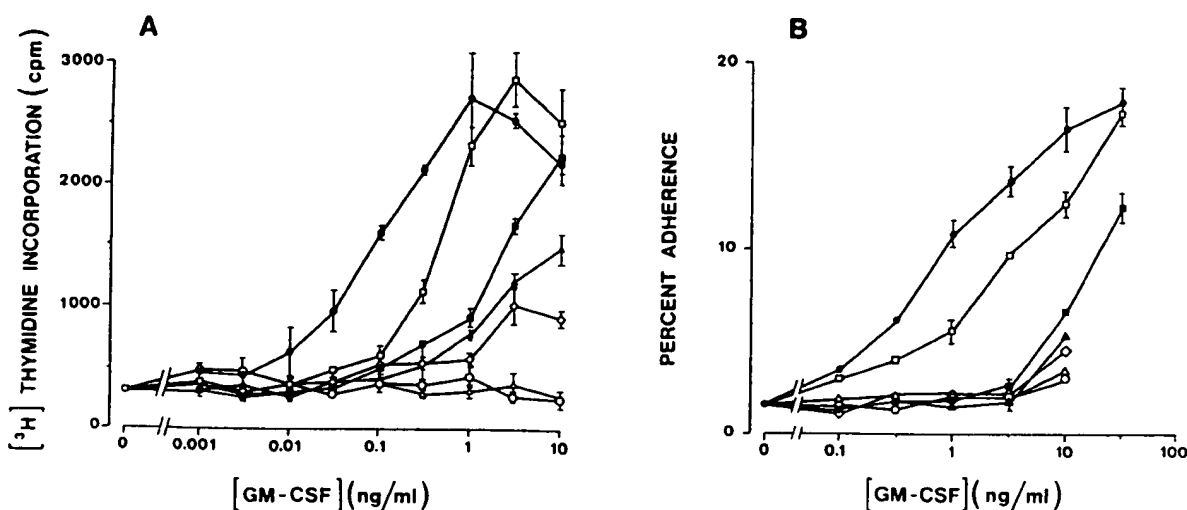 A
[³H] THYMIDINE INCORPORATION (cpm)
3000
2000
1000
0
0 0.001 0.01 0.1 1 10
[GM-CSF] (ng/ml)
B
PERCENT ADHERENCE
20
10
0
0 0.1 1 10 100
[GM-CSF] (ng/ml)